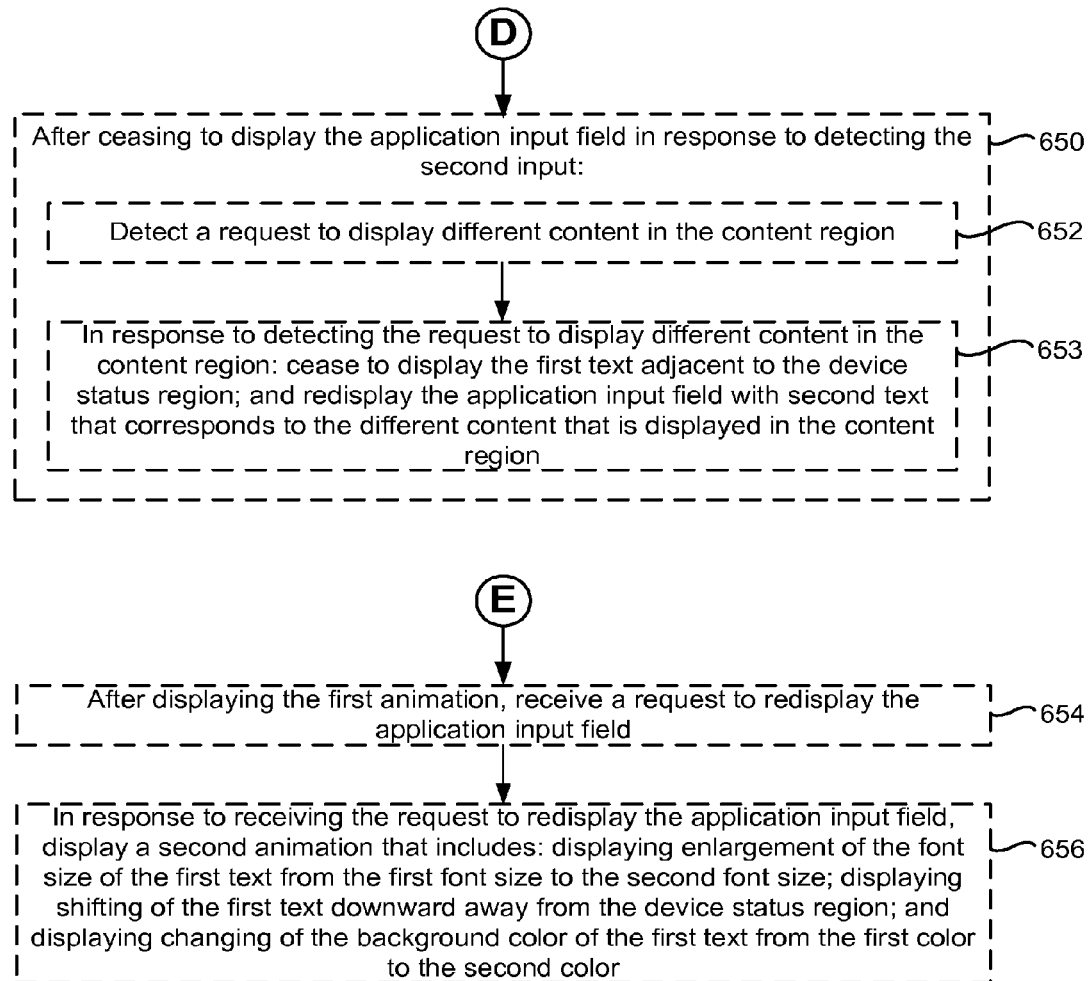 D
After ceasing to display the application input field in response to detecting the
second input:
650
Detect a request to display different content in the content region
652
In response to detecting the request to display different content in the
content region: cease to display the first text adjacent to the device
status region; and redisplay the application input field with second text
that corresponds to the different content that is displayed in the content
region
653
E
After displaying the first animation, receive a request to redisplay the
application input field
654
In response to receiving the request to redisplay the application input field,
display a second animation that includes: displaying enlargement of the font
size of the first text from the first font size to the second font size; displaying
shifting of the first text downward away from the device status region; and
displaying changing of the background color of the first text from the first color
to the second color
656